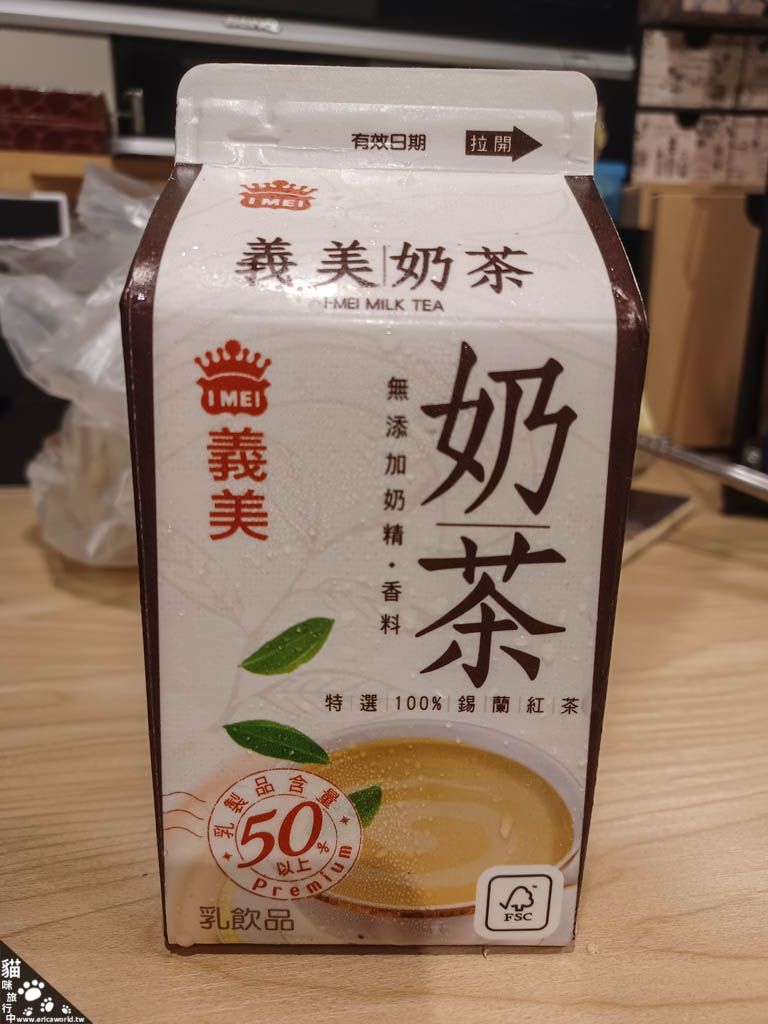 有效日期 拉開
I MEI
義美奶茶
I-MEI MILK TEA
I MEI
義美
無添加奶精·香料
奶茶
特選100%錫蘭紅茶
乳製品含量
50%
以上
Premium
乳飲品
FSC™
貓咪旅行中
www.ericaworld.tw